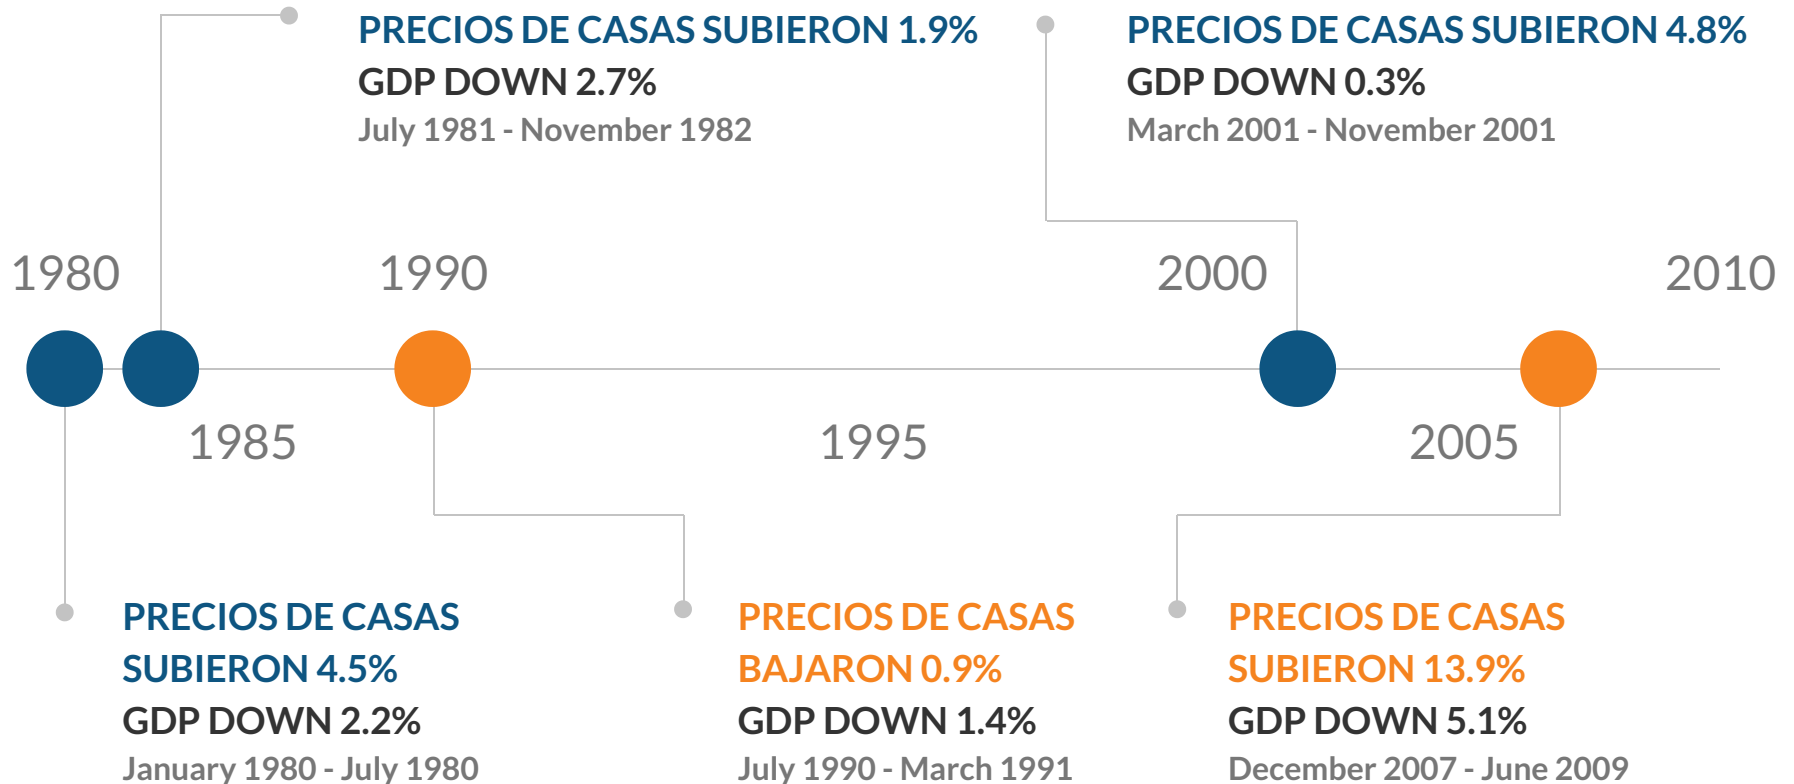 PRECIOS DE CASAS SUBIERON 1.9%
GDP DOWN 2.7%
July 1981 - November 1982
PRECIOS DE CASAS SUBIERON 4.8%
GDP DOWN 0.3%
March 2001 - November 2001
1980
1990
2000
2010
1985
1995
2005
PRECIOS DE CASAS
SUBIERON 4.5%
GDP DOWN 2.2%
January 1980 - July 1980
PRECIOS DE CASAS
BAJARON 0.9%
GDP DOWN 1.4%
July 1990 - March 1991
PRECIOS DE CASAS
SUBIERON 13.9%
GDP DOWN 5.1%
December 2007 - June 2009